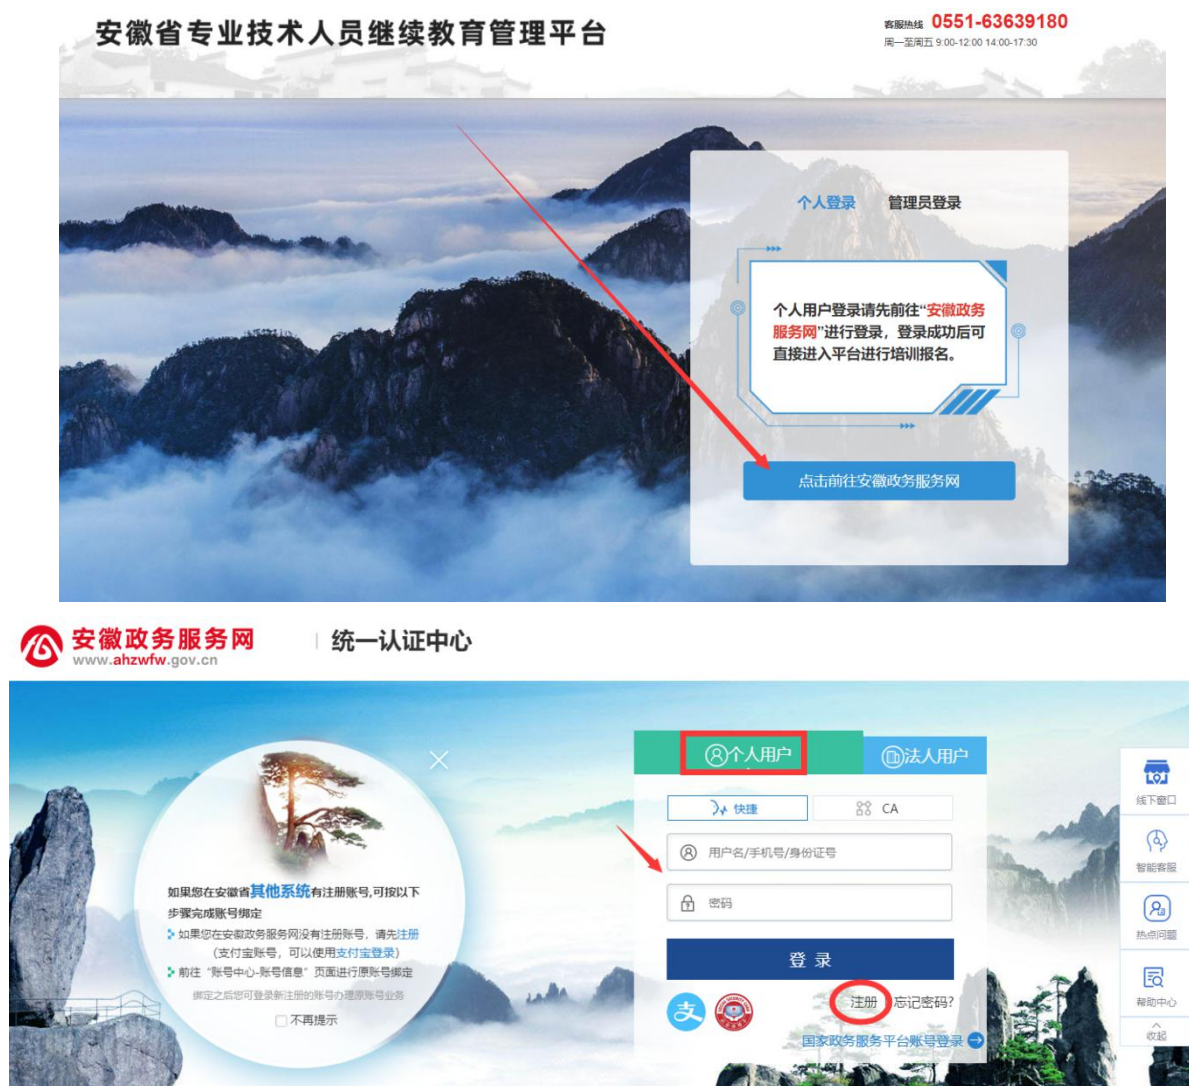 安徽省专业技术人员继续教育管理平台
客服热线 0551-63639180
周一至周五 9:00-12:00 14:00-17:30
个人登录 管理员登录
个人用户登录请先前往“安徽政务
服务网”进行登录，登录成功后可
直接进入平台进行培训报名。
点击前往安徽政务服务网
安徽政务服务网
www.ahzwfw.gov.cn
统一认证中心
个人用户 法人用户
快捷 CA
用户名/手机号/身份证号
密码
登 录
注册 忘记密码?
国家政务服务平台账号登录
如果您在安徽省其他系统有注册账号,可按以下
步骤完成账号绑定
如果您在安徽政务服务网没有注册账号，请先注册
（支付宝账号，可以使用支付宝登录）
前往“账号中心-账号信息”页面进行原账号绑定
绑定之后您可登录新注册的账号办理原账号业务
不再提示
线下窗口
智能客服
热点问题
帮助中心
收起